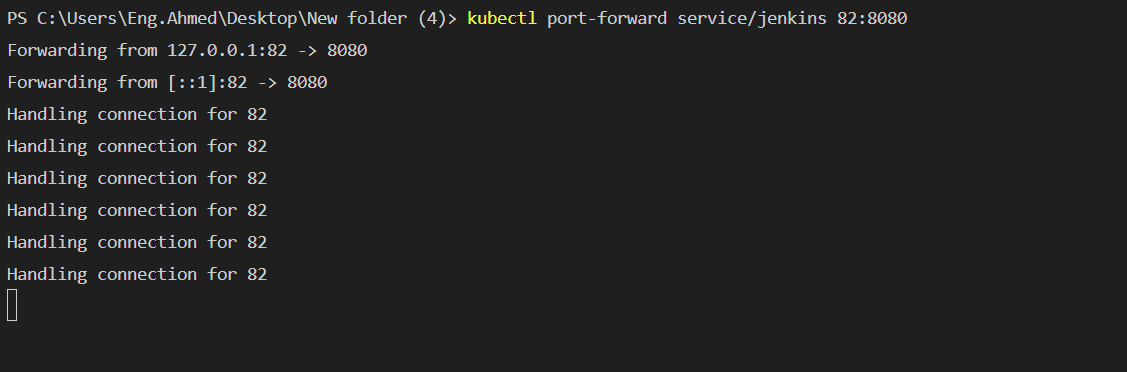 PS C:\Users\Eng.Ahmed\Desktop\New folder (4)> kubectl port-forward service/jenkins 82:8080
Forwarding from 127.0.0.1:82 -> 8080
Forwarding from [::1]:82 -> 8080
Handling connection for 82
Handling connection for 82
Handling connection for 82
Handling connection for 82
Handling connection for 82
Handling connection for 82